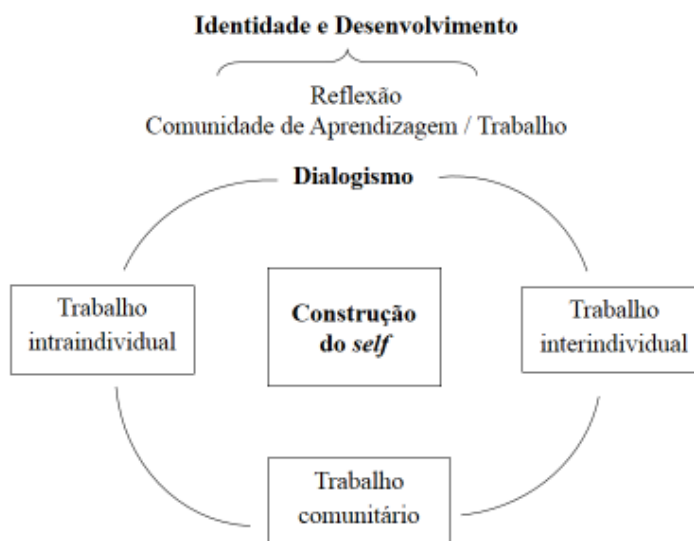 Identidade e Desenvolvimento
Reflexão
Comunidade de Aprendizagem / Trabalho
Dialogismo
Trabalho
intraindividual
Construção
do self
Trabalho
interindividual
Trabalho
comunitário